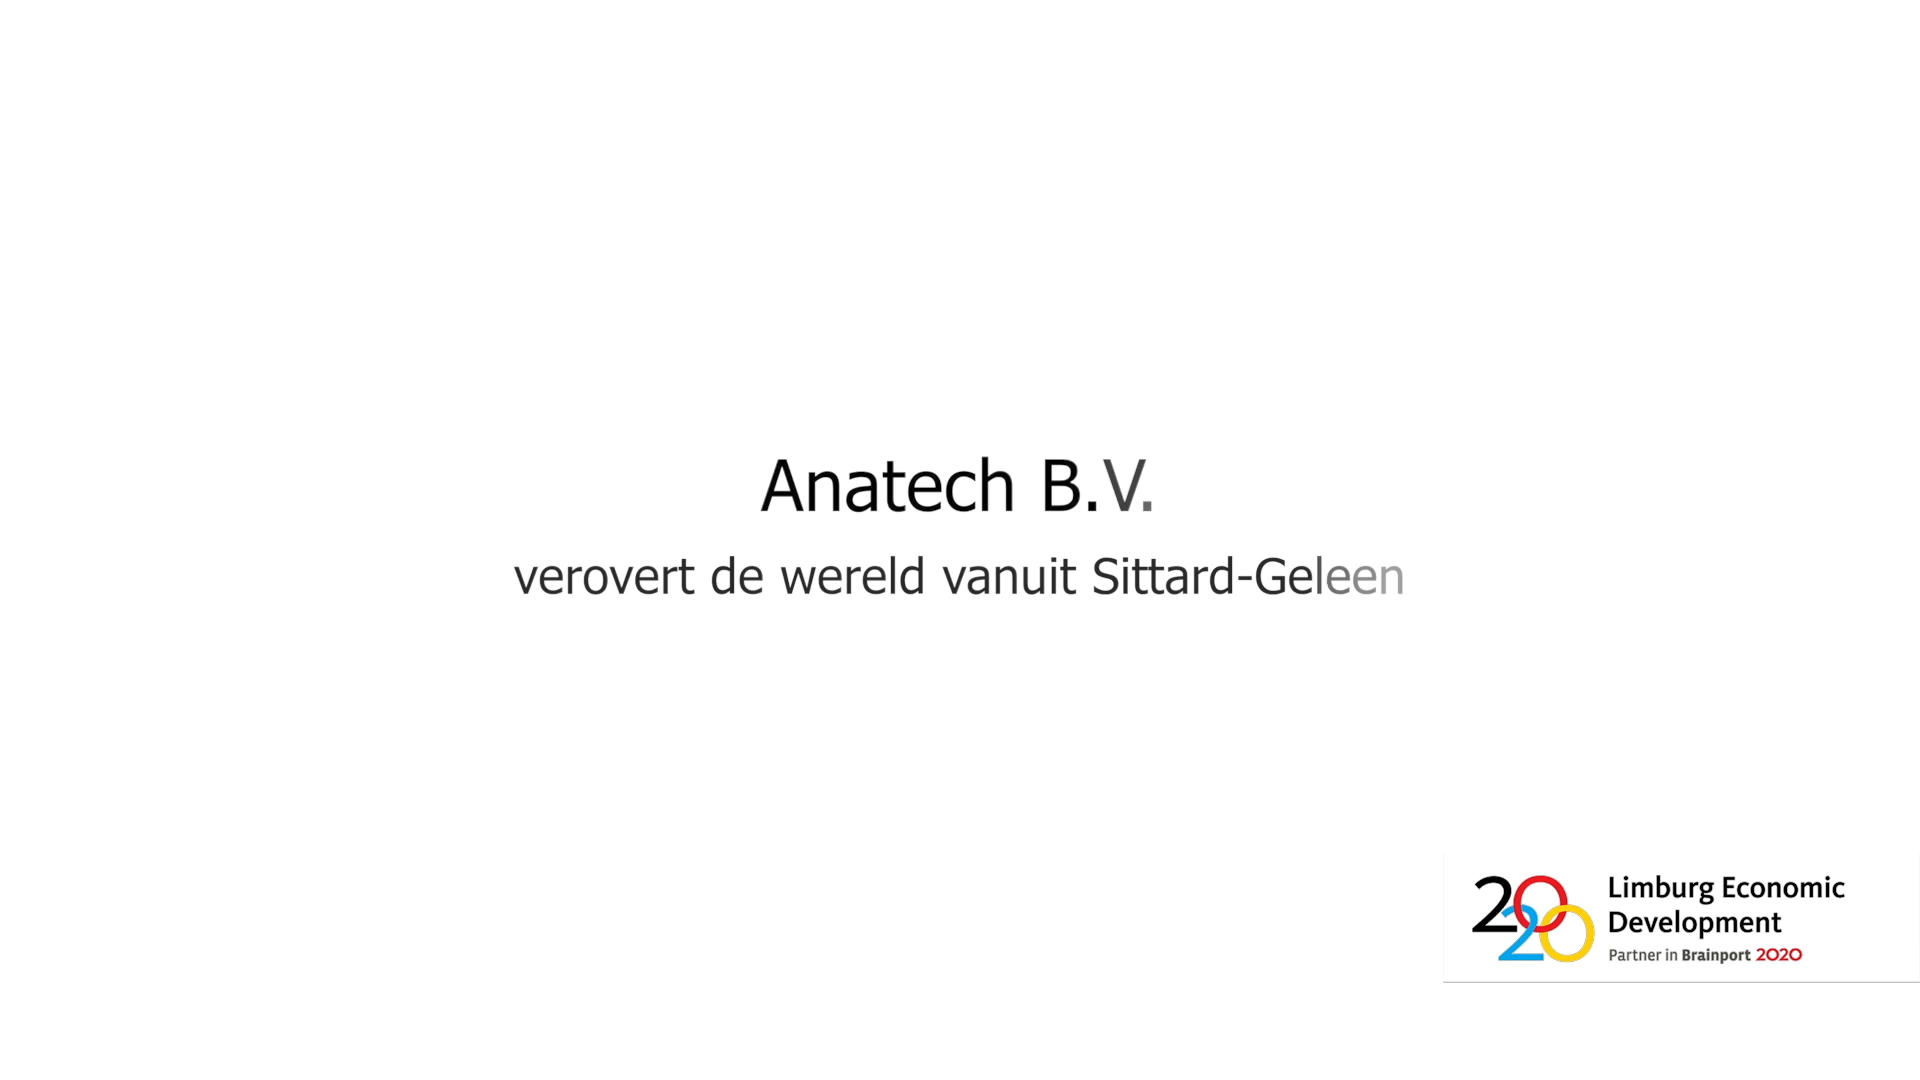 Anatech B.V.
verovert de wereld vanuit Sittard-Geleen
2020
Limburg Economic
Development
Partner in Brainport 2020